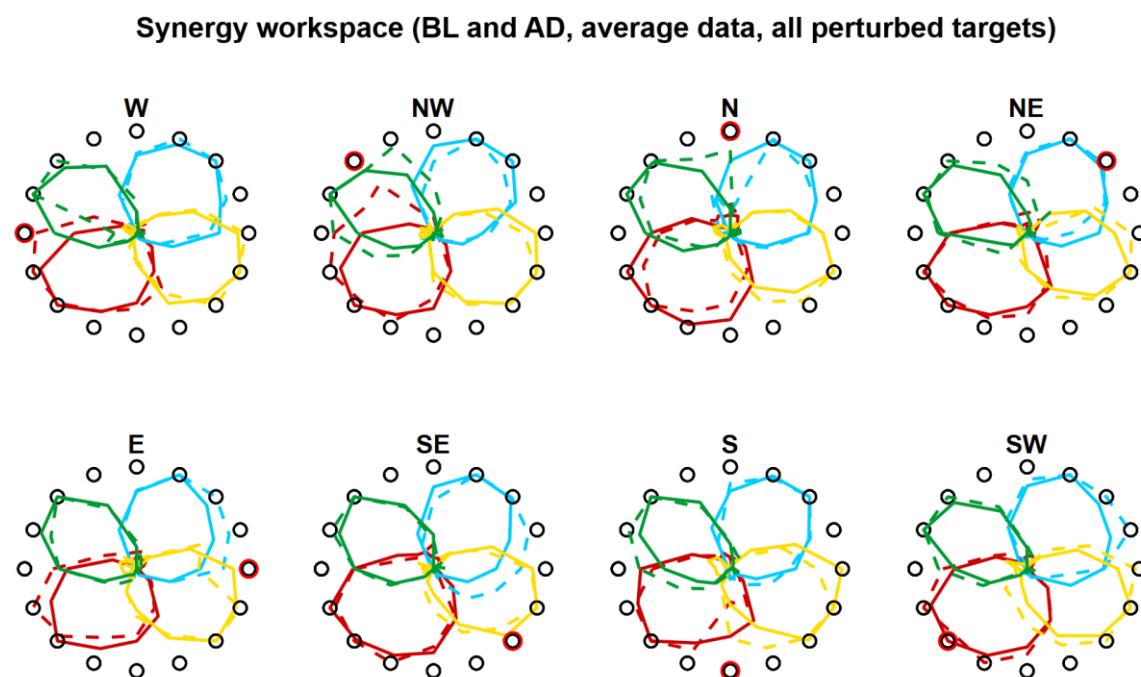 Synergy workspace (BL and AD, average data, all perturbed targets)
W
NW
N
NE
E
SE
S
SW